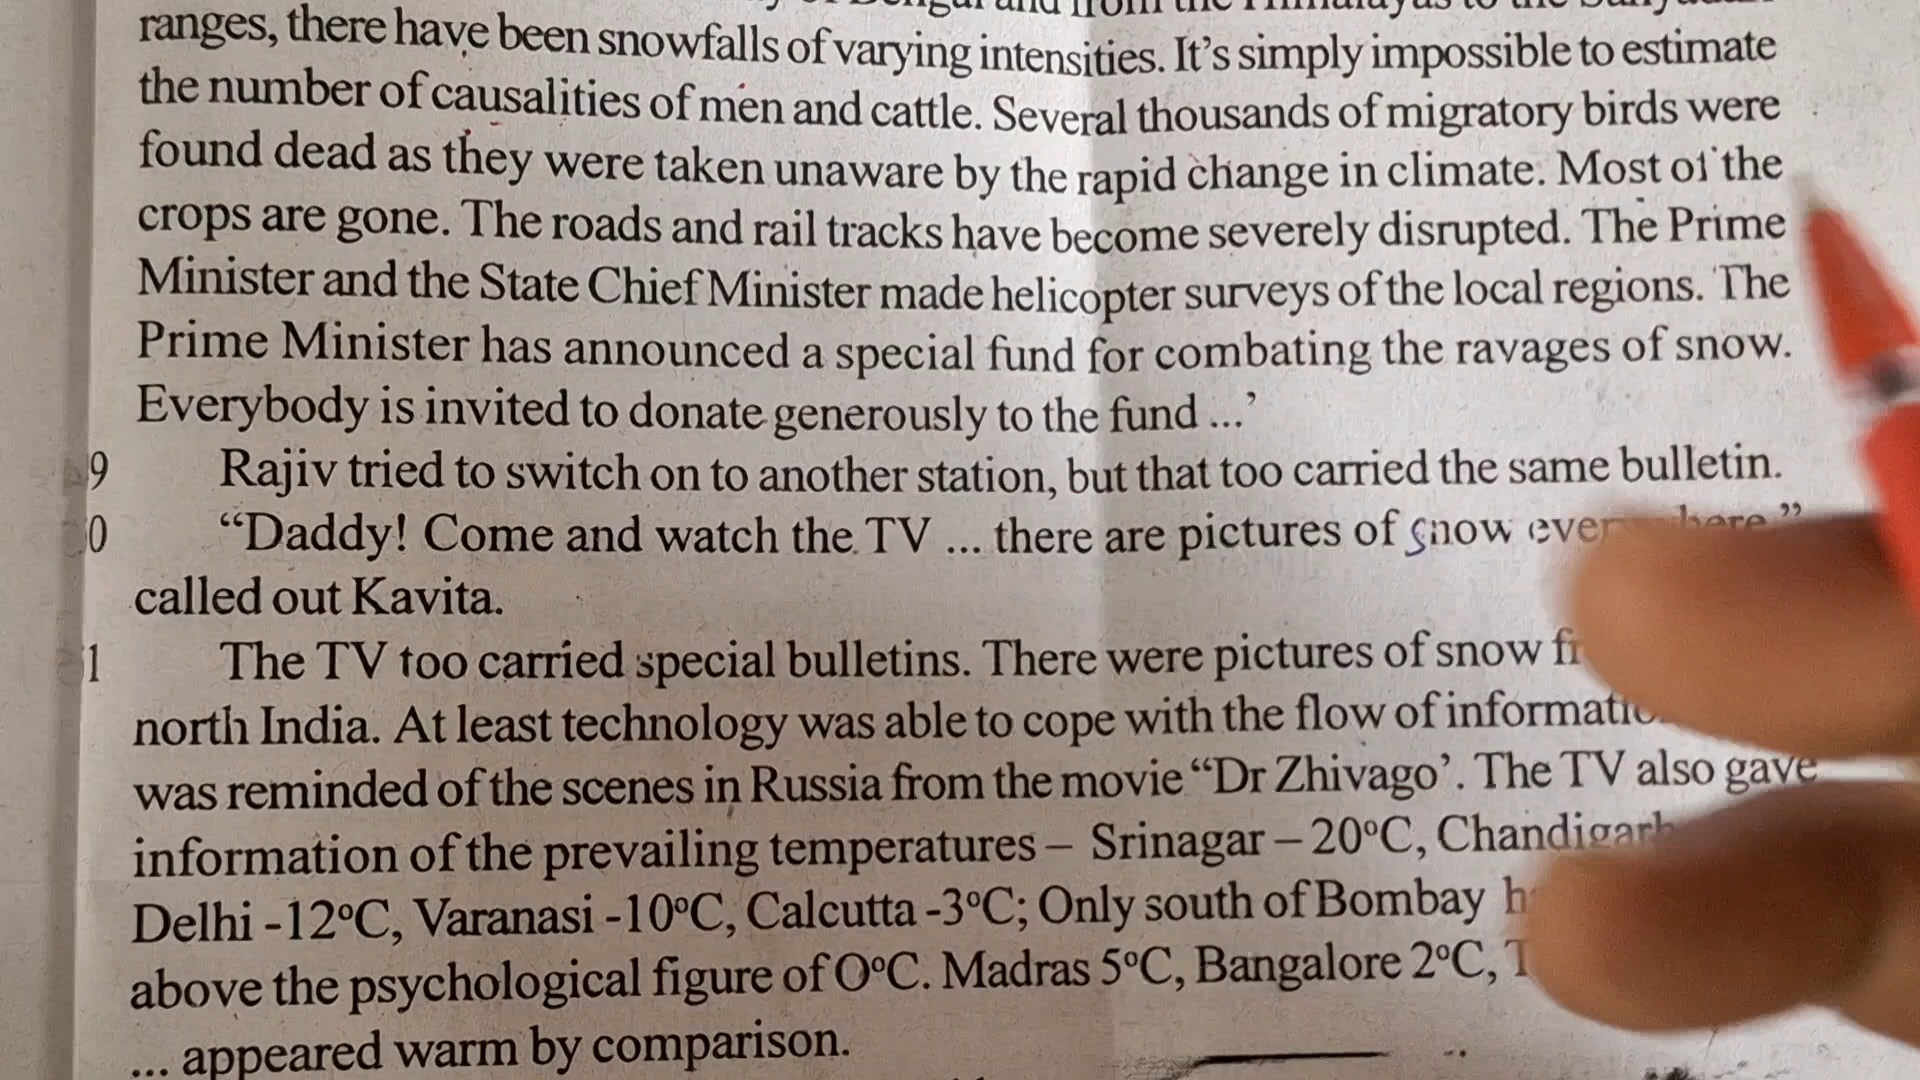 and from the Himalayas to the
ranges, there have been snowfalls of varying intensities. It's simply impossible to estimate
the number of causalities of men and cattle. Several thousands of migratory birds were
found dead as they were taken unaware by the rapid change in climate. Most of the
crops are gone. The roads and rail tracks have become severely disrupted. The Prime
Minister and the State Chief Minister made helicopter surveys of the local regions. The
Prime Minister has announced a special fund for combating the ravages of snow.
Everybody is invited to donate generously to the fund ...’
9 Rajiv tried to switch on to another station, but that too carried the same bulletin.
0 “Daddy! Come and watch the TV ... there are pictures of snow
called out Kavita.
1 The TV too carried special bulletins. There were pictures of snow
north India. At least technology was able to cope with the flow of
was reminded of the scenes in Russia from the movie “Dr Zhivago’. The TV also gave
information of the prevailing temperatures – Srinagar – 20°C, Chandigarh
Delhi -12°C, Varanasi -10°C, Calcutta -3°C; Only south of Bombay
above the psychological figure of O°C. Madras 5°C, Bangalore 2°C,
... appeared warm by comparison.